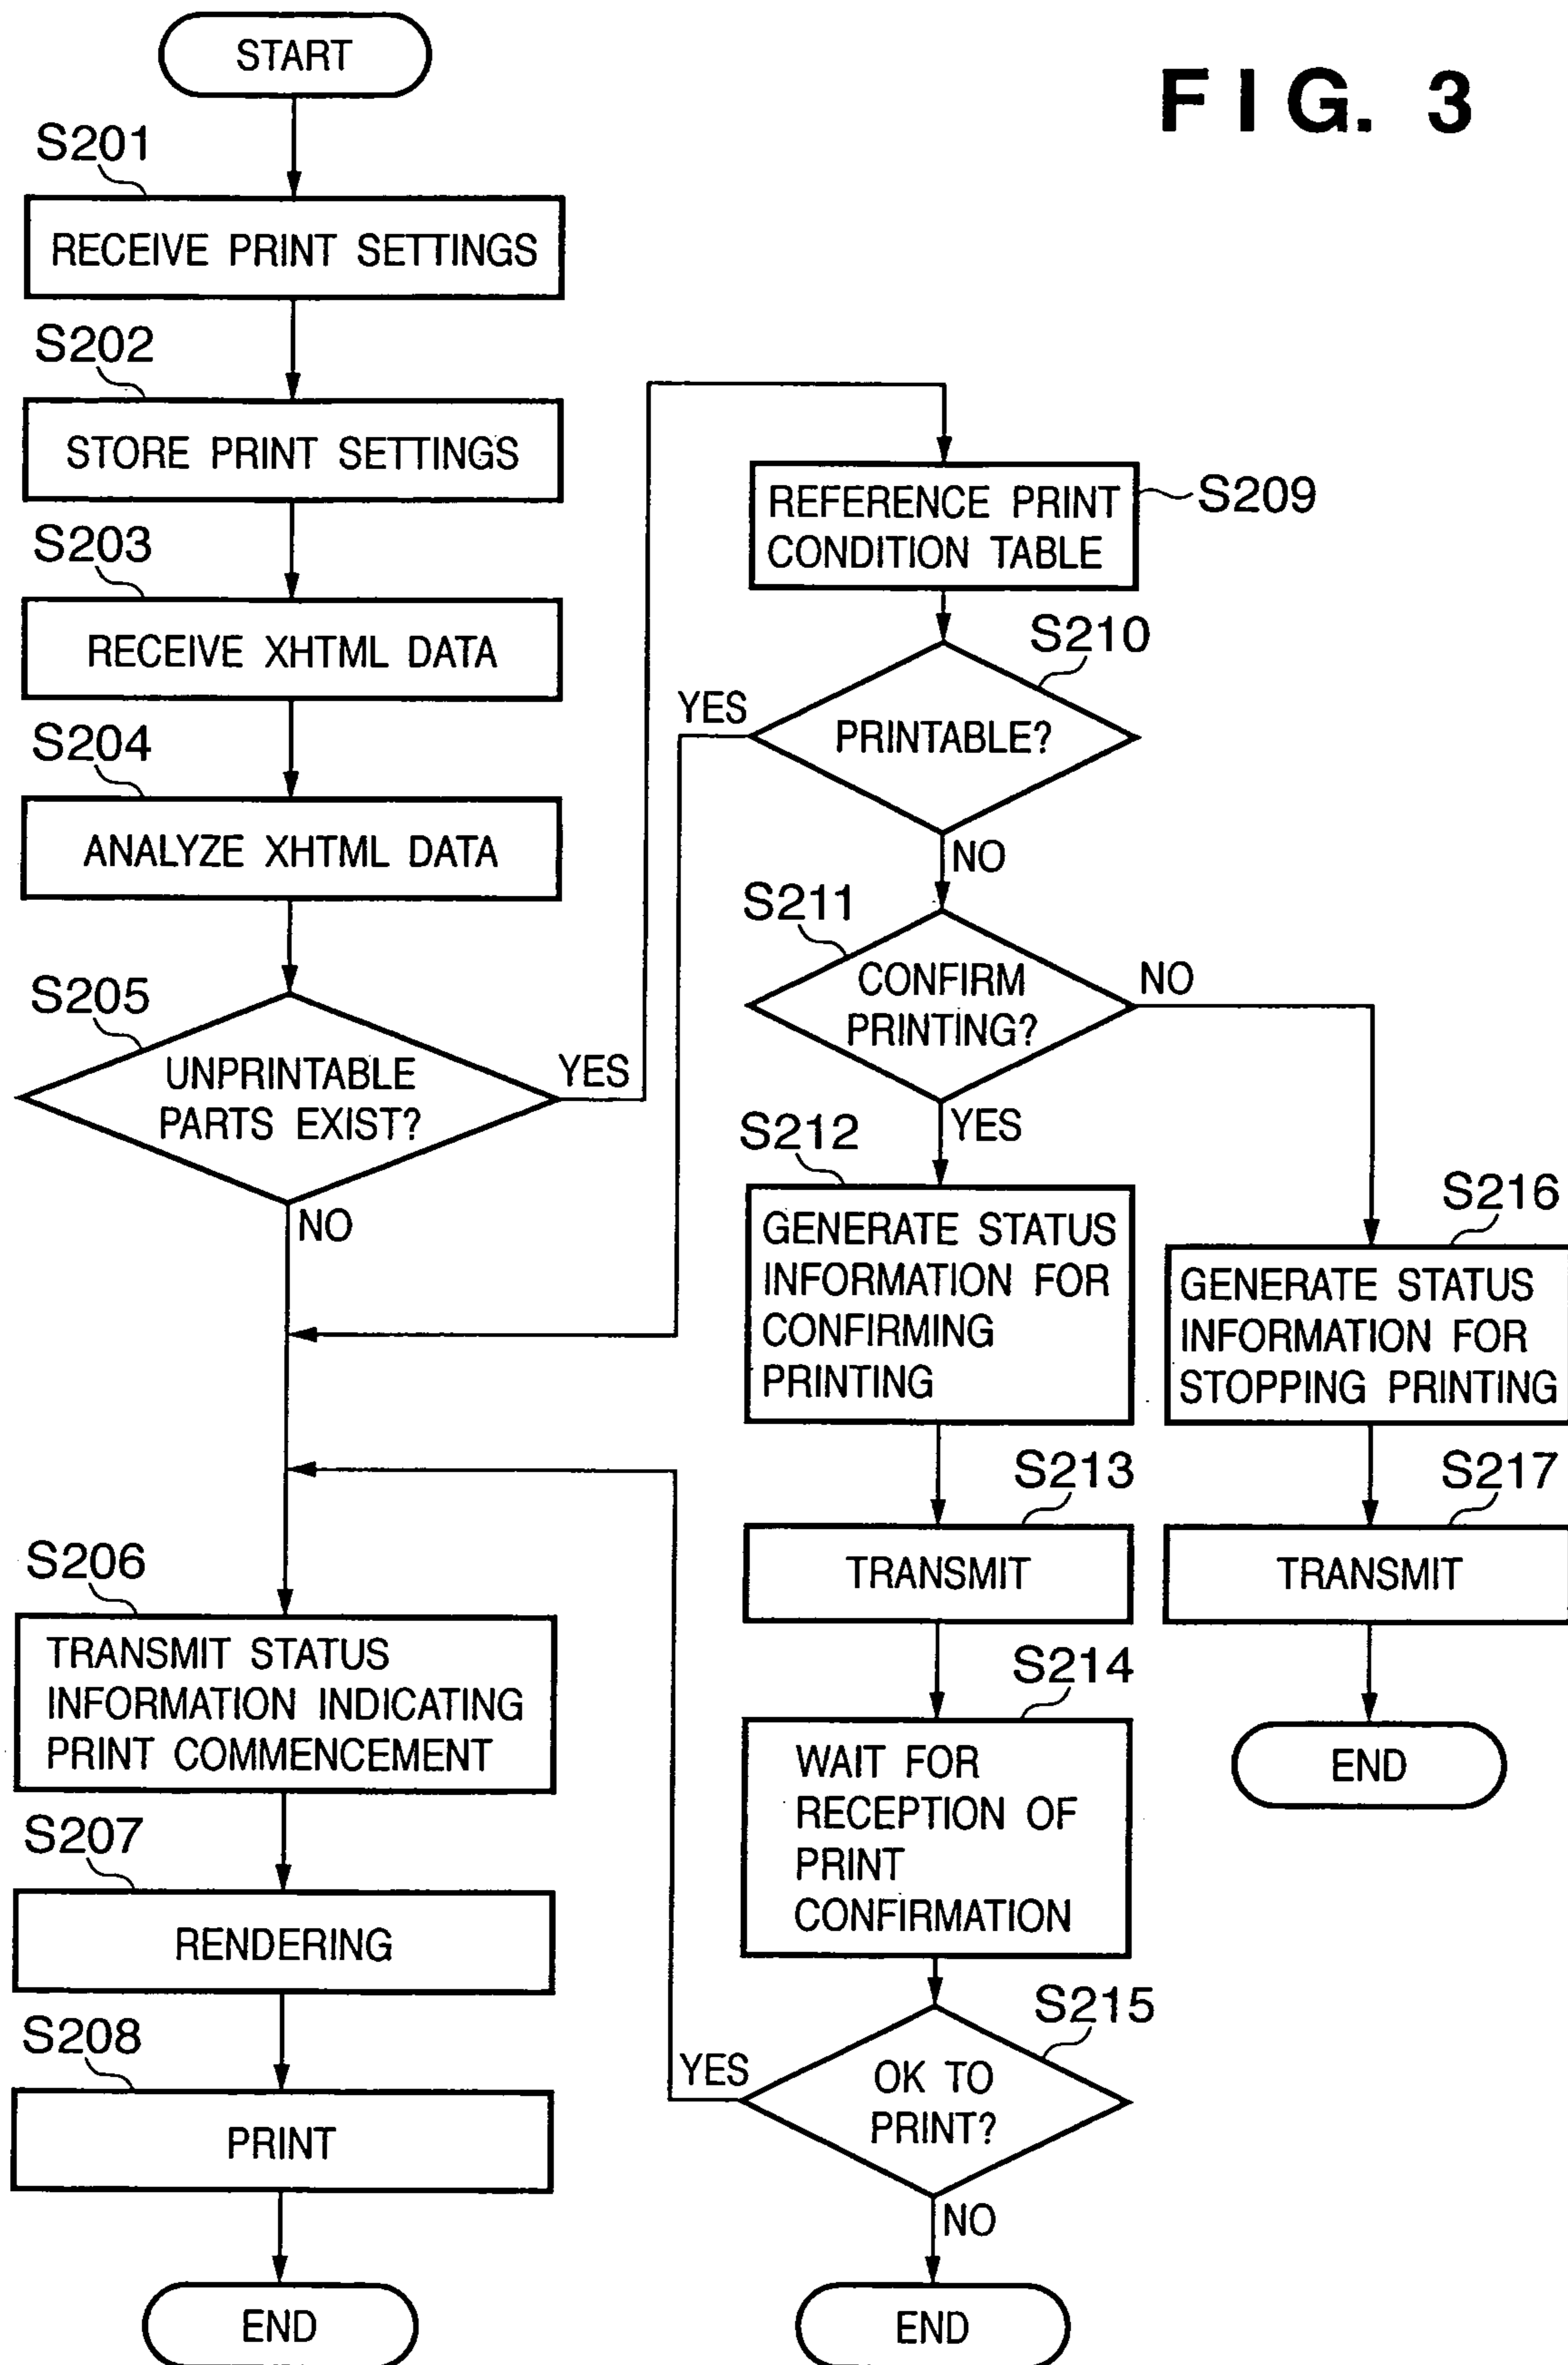 FIG. 3
START
S201
RECEIVE PRINT SETTINGS
S202
STORE PRINT SETTINGS
S203
RECEIVE XHTML DATA
S204
ANALYZE XHTML DATA
S205
UNPRINTABLE
PARTS EXIST?
YES
NO
S206
TRANSMIT STATUS
INFORMATION INDICATING
PRINT COMMENCEMENT
S207
RENDERING
S208
PRINT
END
REFERENCE PRINT
CONDITION TABLE
S209
S210
PRINTABLE?
YES
NO
S211
CONFIRM
PRINTING?
NO
YES
S212
GENERATE STATUS
INFORMATION FOR
CONFIRMING
PRINTING
S213
TRANSMIT
S214
WAIT FOR
RECEPTION OF
PRINT
CONFIRMATION
S215
OK TO
PRINT?
YES
NO
END
S216
GENERATE STATUS
INFORMATION FOR
STOPPING PRINTING
S217
TRANSMIT
END